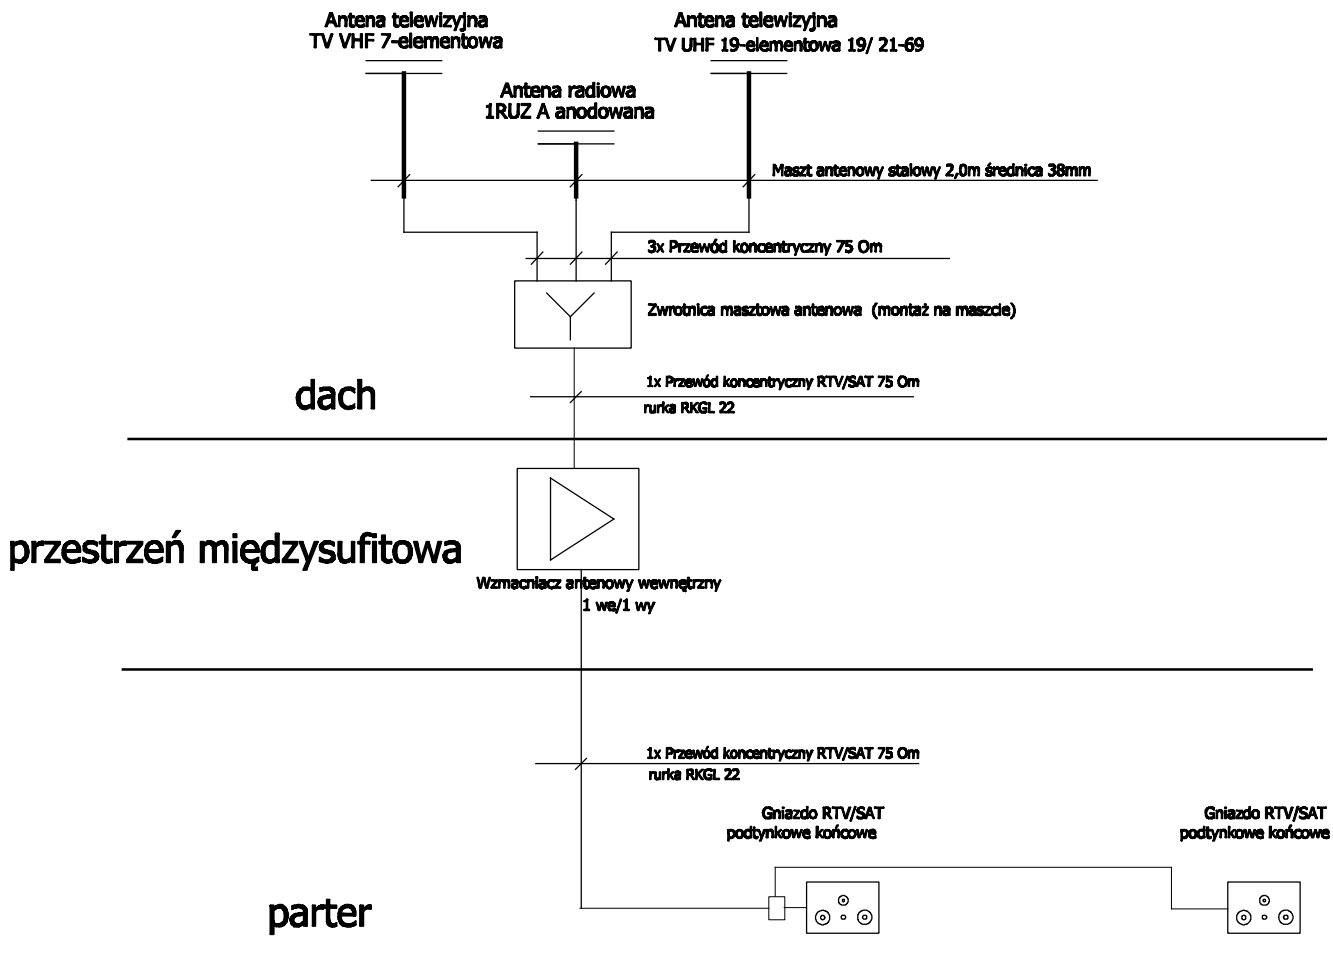 Antena telewizyjna
TV VHF 7-elementowa
Antena telewizyjna
TV UHF 19-elementowa 19/ 21-69
Antena radiowa
1RUZ A anodowana
Maszt antenowy stalowy 2,0m średnica 38mm
3x Przewód koncentryczny 75 Om
Zwrotnica masztowa antenowa (montaż na maszcie)
1x Przewód koncentryczny RTV/SAT 75 Om
rurka RKGL 22
dach
przestrzeń międzysufitowa
Wzmacniacz antenowy wewnętrzny
1 we/1 wy
1x Przewód koncentryczny RTV/SAT 75 Om
rurka RKGL 22
Gniazdo RTV/SAT
podtynkowe końcowe
Gniazdo RTV/SAT
podtynkowe końcowe
parter